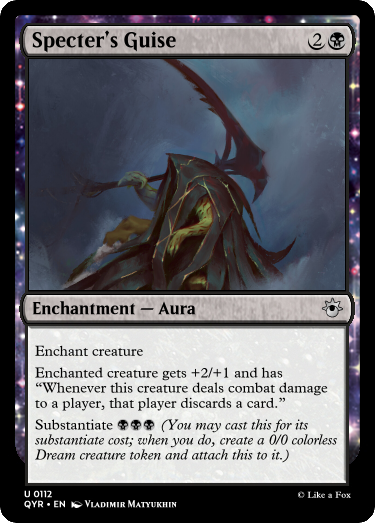 Specter's Guise 2
Enchantment — Aura
Enchant creature
Enchanted creature gets +2/+1 and has
“Whenever this creature deals combat damage
to a player, that player discards a card.”
Substantiate (You may cast this for its
substantiate cost; when you do, create a 0/0 colorless
Dream creature token and attach this to it.)
U 0112
QYR • EN Vladimir Matyukhin
© Like a Fox